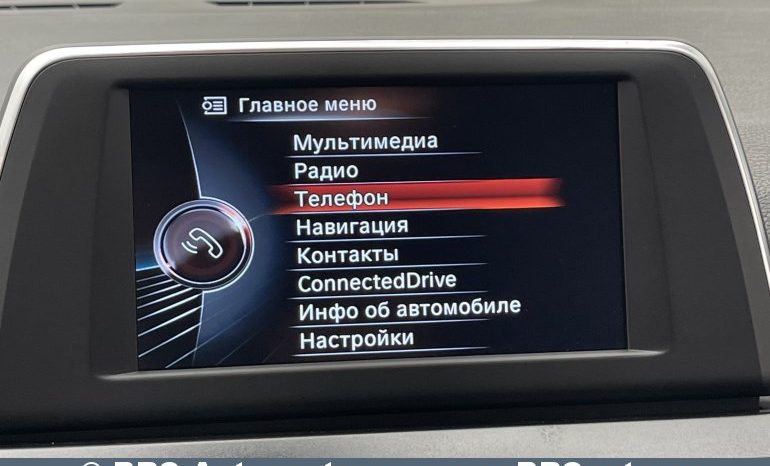 Главное меню
Мультимедиа
Радио
Телефон
Навигация
Контакты
ConnectedDrive
Инфо об автомобиле
Настройки